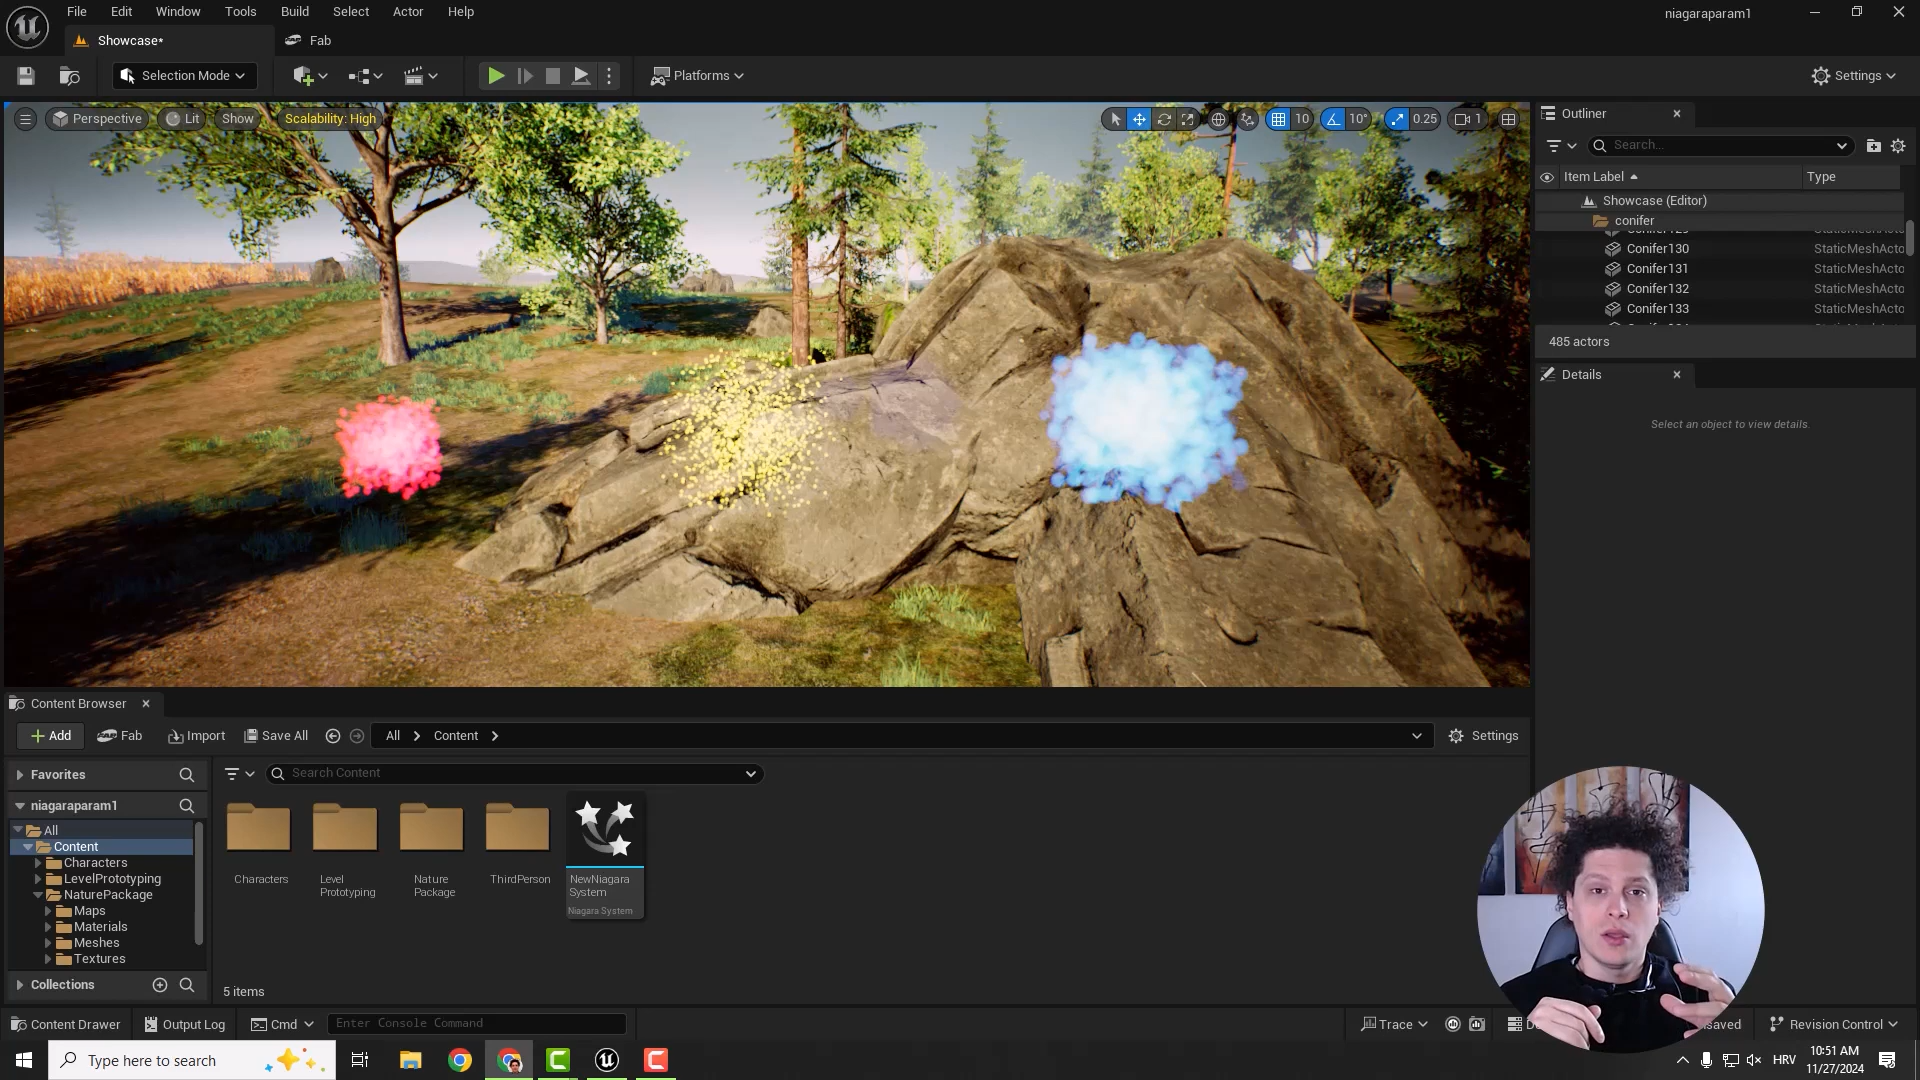 File Edit Window Tools Build Select Actor Help
niagaraparam1
Showcase*
Fab
Selection Mode
Platforms
Settings
Perspective
Lit
Show
Scalability: High
10
10°
0.25
1
Outliner
Search...
Item Label
Type
Showcase (Editor)
conifer
Conifer130
StaticMeshActo
Conifer131
StaticMeshActo
Conifer132
StaticMeshActo
Conifer133
StaticMeshActo
485 actors
Details
Select an object to view details.
Content Browser
Add
Fab
Import
Save All
All
Content
Settings
Favorites
Search Content
niagaraparam1
All
Content
Characters
LevelPrototyping
NaturePackage
Maps
Materials
Meshes
Textures
Collections
Characters
Level
Prototyping
Nature
Package
ThirdPerson
NewNiagara
System
Niagara System
5 items
Content Drawer
Output Log
Cmd
Enter Console Command
Trace
Revision Control
Type here to search
HRV
10:51 AM
11/27/2024